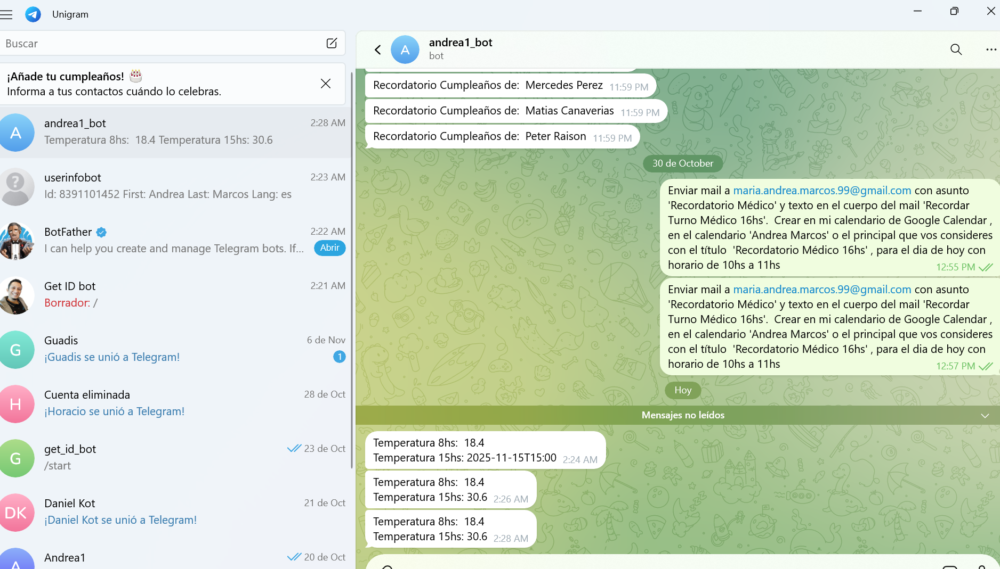 Unigram
Buscar
¡Añade tu cumpleaños! 🎂
Informa a tus contactos cuándo lo celebras.
A
andrea1_bot
2:28 AM
Temperatura 8hs:  18.4 Temperatura 15hs: 30.6
?
userinfobot
2:23 AM
Id: 8391101452 First: Andrea Last: Marcos Lang: es
BotFather
2:22 AM
I can help you create and manage Telegram bots. If...
Abrir
Get ID bot
2:21 AM
Borrador: /
G
Guadis
6 de Nov
¡Guadis se unió a Telegram!
1
H
Cuenta eliminada
28 de Oct
¡Horacio se unió a Telegram!
G
get_id_bot
23 de Oct
/start
DK
Daniel Kot
21 de Oct
¡Daniel Kot se unió a Telegram!
A
Andrea1
20 de Oct
A
andrea1_bot
bot
Recordatorio Cumpleaños de:  Mercedes Perez 11:59 PM
Recordatorio Cumpleaños de:  Matias Canaverias 11:59 PM
Recordatorio Cumpleaños de:  Peter Raison 11:59 PM
30 de October
Enviar mail a maria.andrea.marcos.99@gmail.com con asunto
'Recordatorio Médico' y texto en el cuerpo del mail 'Recordar
Turno Médico 16hs'.  Crear en mi calendario de Google Calendar ,
en el calendario 'Andrea Marcos' o el principal que vos consideres
con el título  'Recordatorio Médico 16hs' , para el dia de hoy con
horario de 10hs a 11hs
12:55 PM
Enviar mail a maria.andrea.marcos.99@gmail.com con asunto
'Recordatorio Médico' y texto en el cuerpo del mail 'Recordar
Turno Médico 16hs'.  Crear en mi calendario de Google Calendar ,
en el calendario 'Andrea Marcos' o el principal que vos consideres
con el título  'Recordatorio Médico 16hs' , para el dia de hoy con
horario de 10hs a 11hs
12:57 PM
Hoy
Mensajes no leídos
Temperatura 8hs:  18.4
Temperatura 15hs: 2025-11-15T15:00 2:24 AM
Temperatura 8hs:  18.4
Temperatura 15hs: 30.6 2:26 AM
Temperatura 8hs:  18.4
Temperatura 15hs: 30.6 2:28 AM